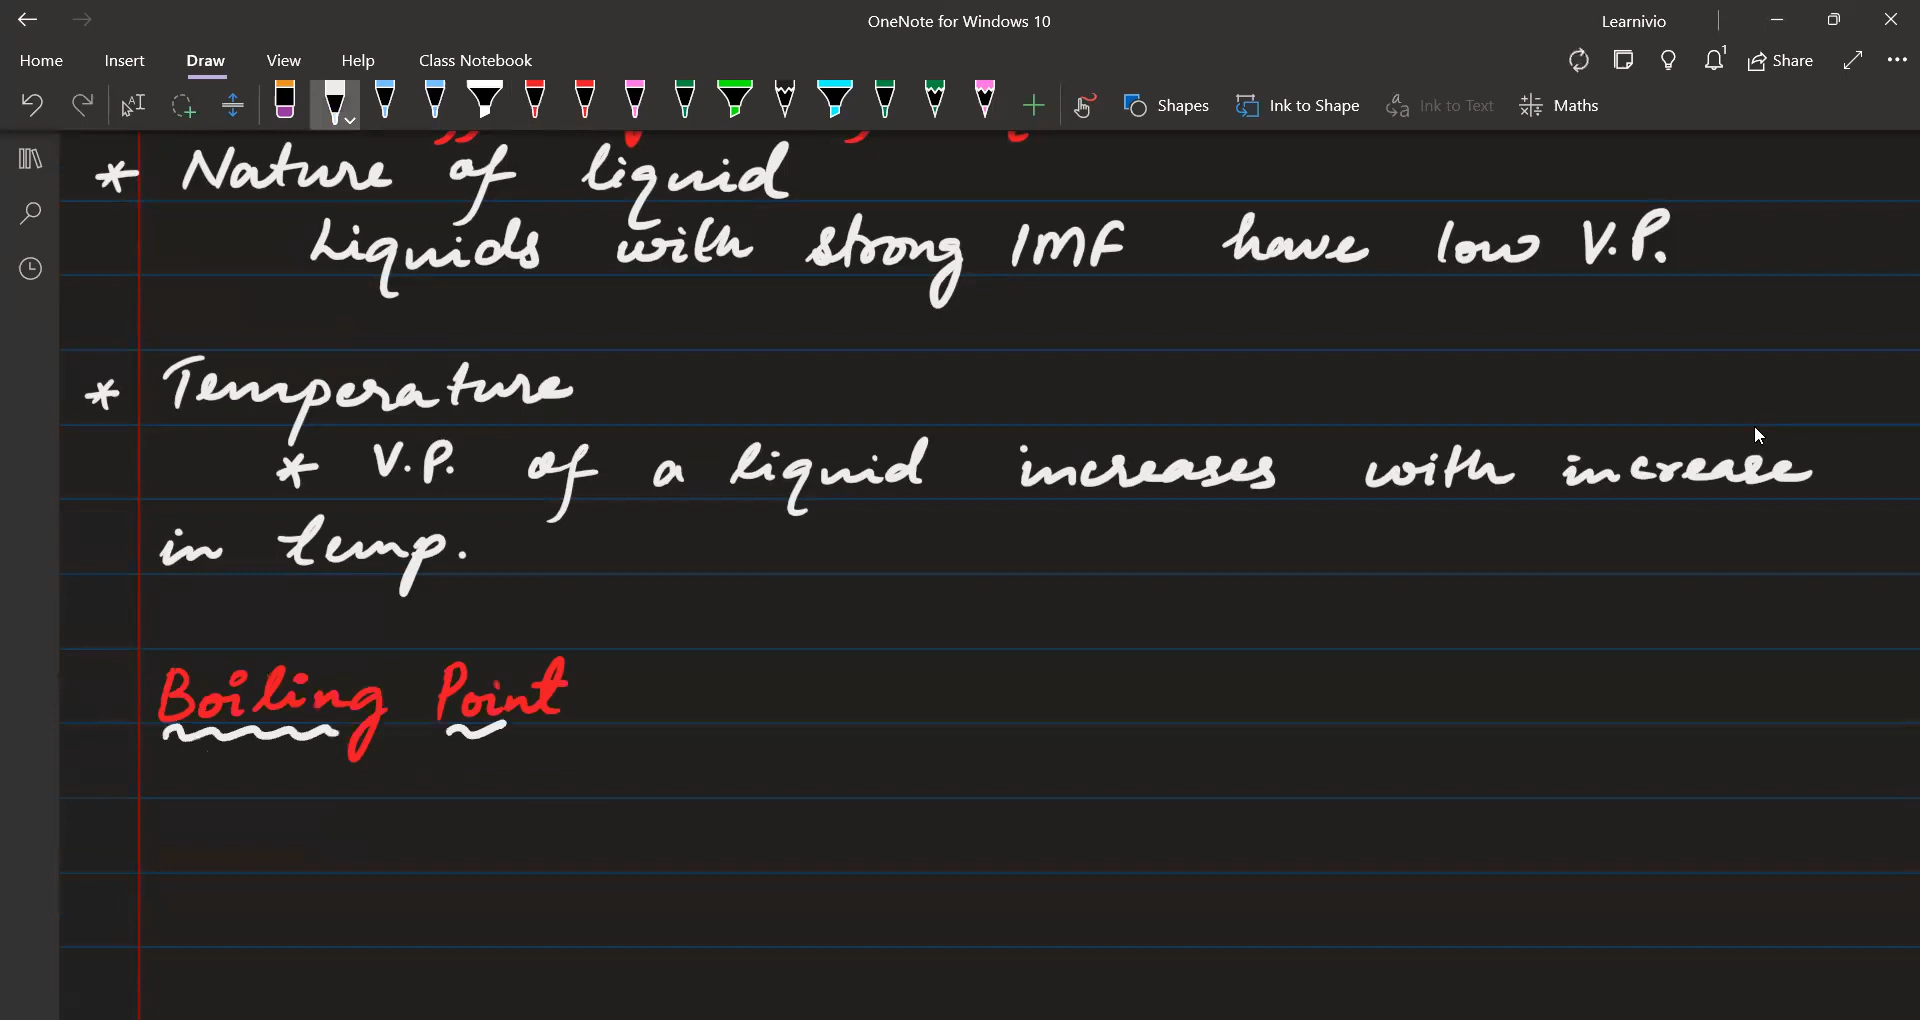 OneNote for Windows 10
Learnivio
Home Insert Draw View Help Class Notebook
1
Share
Shapes Ink to Shape Ink to Text Maths
* Nature of liquid
Liquids with strong IMF have low V.P.
* Temperature
* V.P. of a liquid increases with increase
in temp.
Boiling Point